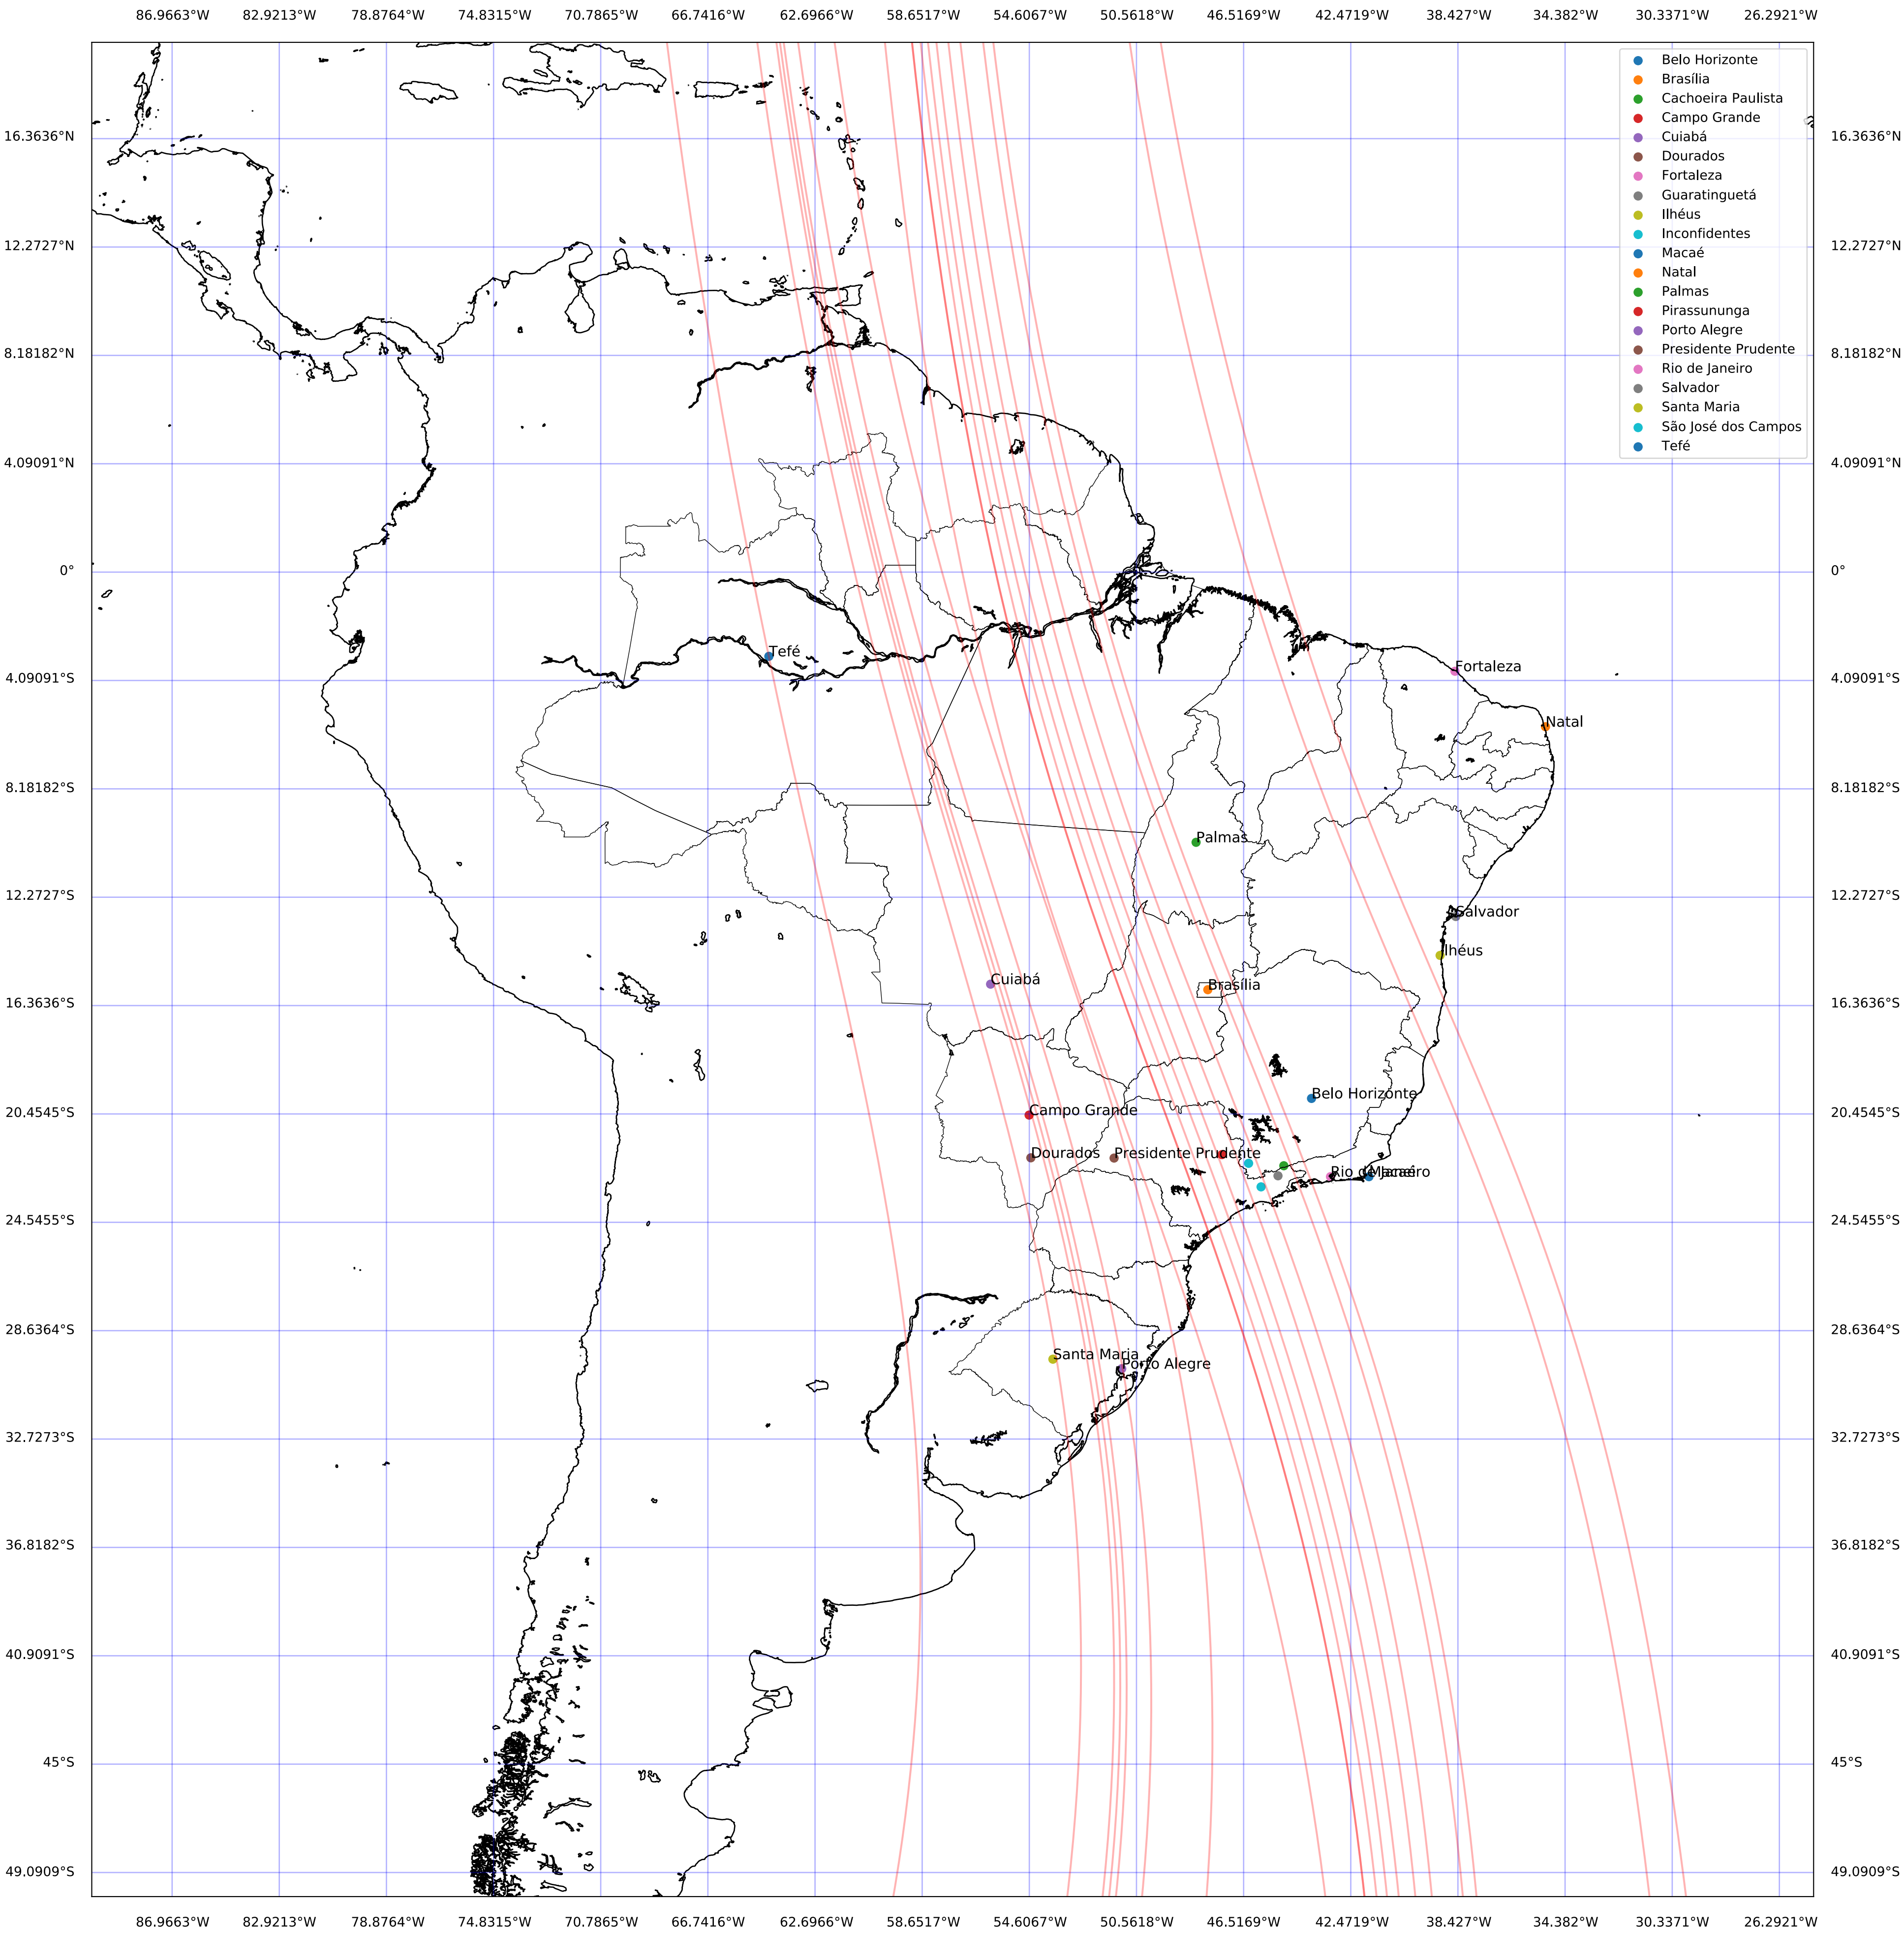 86.9663°W 82.9213°W 78.8764°W 74.8315°W 70.7865°W 66.7416°W 62.6966°W 58.6517°W 54.6067°W 50.5618°W 46.5169°W 42.4719°W 38.427°W 34.382°W 30.3371°W 26.2921°W
Belo Horizonte
Brasília
Cachoeira Paulista
Campo Grande
Cuiabá
Dourados
Fortaleza
Guaratinguetá
Ilhéus
Inconfidentes
Macaé
Natal
Palmas
Pirassununga
Porto Alegre
Presidente Prudente
Rio de Janeiro
Salvador
Santa Maria
São José dos Campos
Tefé
16.3636°N 16.3636°N
12.2727°N 12.2727°N
8.18182°N 8.18182°N
4.09091°N 4.09091°N
0° 0°
Tefé
Fortaleza
4.09091°S 4.09091°S
Natal
8.18182°S 8.18182°S
Palmas
12.2727°S 12.2727°S
Salvador
Ilhéus
Cuiabá
Brasília
16.3636°S 16.3636°S
Belo Horizonte
Campo Grande
20.4545°S 20.4545°S
Dourados
Presidente Prudente
Rio de Janeiro
Macaé
24.5455°S 24.5455°S
28.6364°S 28.6364°S
Santa Maria
Porto Alegre
32.7273°S 32.7273°S
36.8182°S 36.8182°S
40.9091°S 40.9091°S
45°S 45°S
49.0909°S 49.0909°S
86.9663°W 82.9213°W 78.8764°W 74.8315°W 70.7865°W 66.7416°W 62.6966°W 58.6517°W 54.6067°W 50.5618°W 46.5169°W 42.4719°W 38.427°W 34.382°W 30.3371°W 26.2921°W